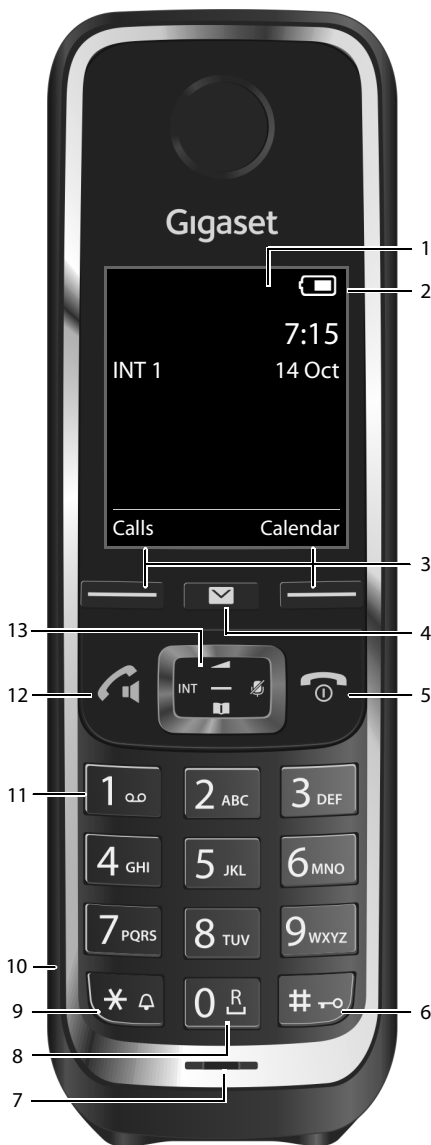 Gigaset
1
2
7:15
INT 1 14 Oct
Calls Calendar
3
4
13
INT
12
5
11
1 2 ABC 3 DEF
4 GHI 5 JKL 6 MNO
7 PQRS 8 TUV 9 WXYZ
10
* 0 R #
9
6
8
7